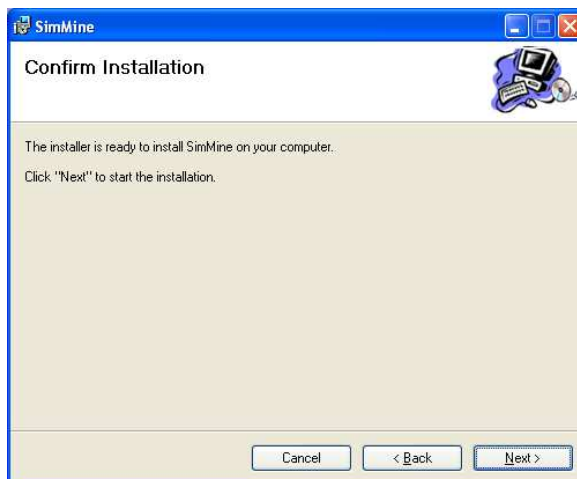 SimMine
Confirm Installation
The installer is ready to install SimMine on your computer.
Click "Next" to start the installation.
Cancel
< Back
Next >